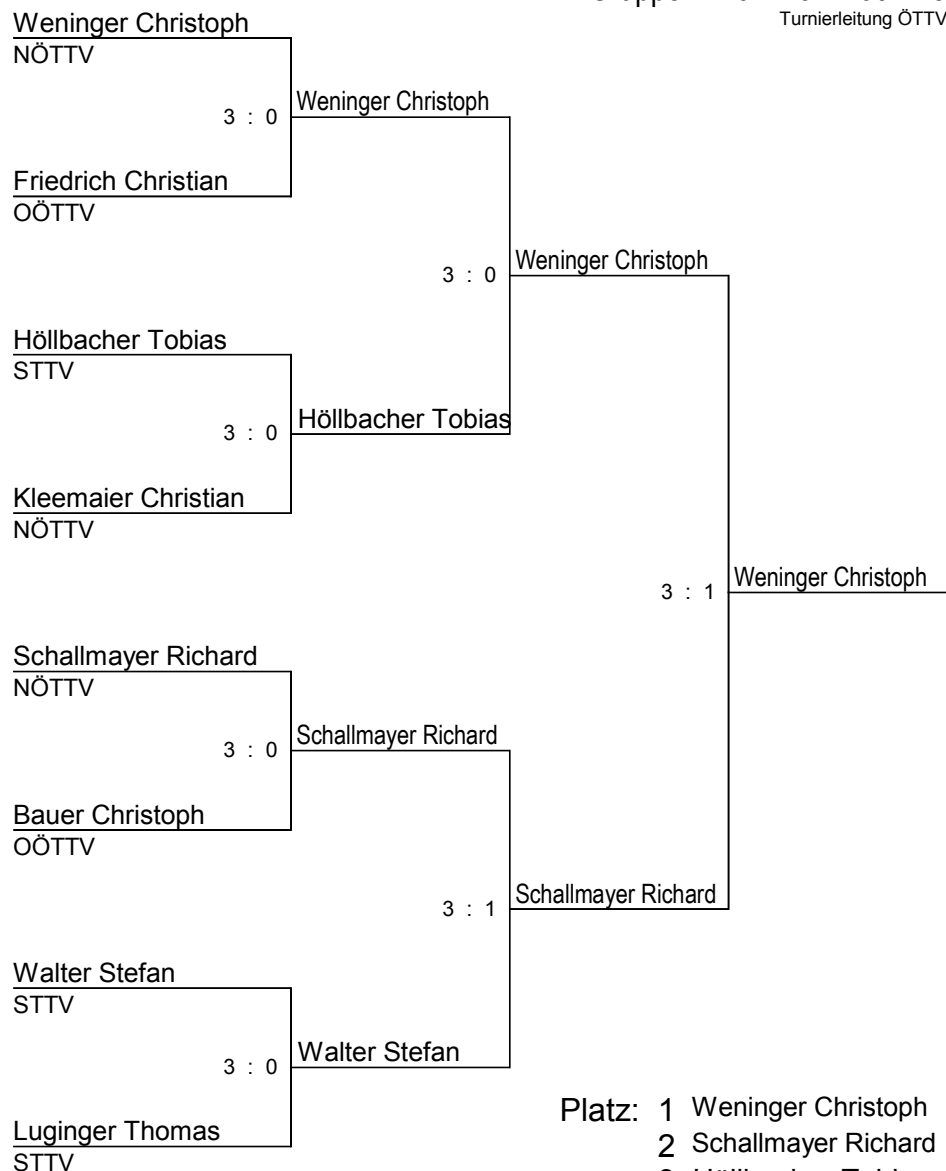 Turnierleitung ÖTTV
Weninger Christoph
NÖTTV
3 : 0
Weninger Christoph
Friedrich Christian
OÖTTV
3 : 0
Weninger Christoph
Höllbacher Tobias
STTV
3 : 0
Höllbacher Tobias
Kleemaier Christian
NÖTTV
3 : 1
Weninger Christoph
Schallmayer Richard
NÖTTV
3 : 0
Schallmayer Richard
Bauer Christoph
OÖTTV
3 : 1
Schallmayer Richard
Walter Stefan
STTV
3 : 0
Walter Stefan
Luginger Thomas
STTV
Platz: 1 Weninger Christoph
2 Schallmayer Richard